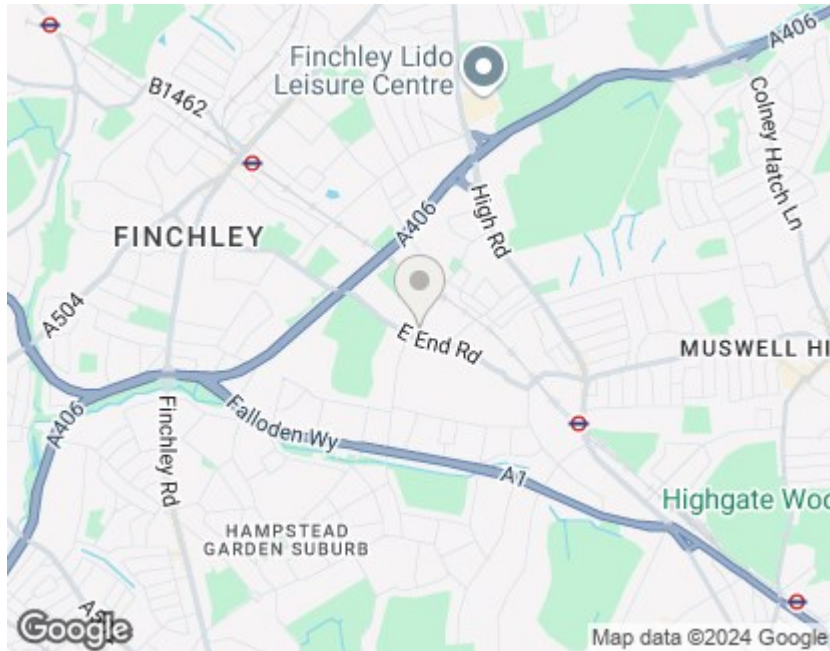 A406
Finchley Lido
Leisure Centre
B1462
Colney Hatch Ln
High Rd
A406
FINCHLEY
A504
E End Rd
MUSWELL HI
A406
Finchley Rd
Falloden Wy
A1
Highgate Woo
HAMPSTEAD
GARDEN SUBURB
Google
Map data ©2024 Google